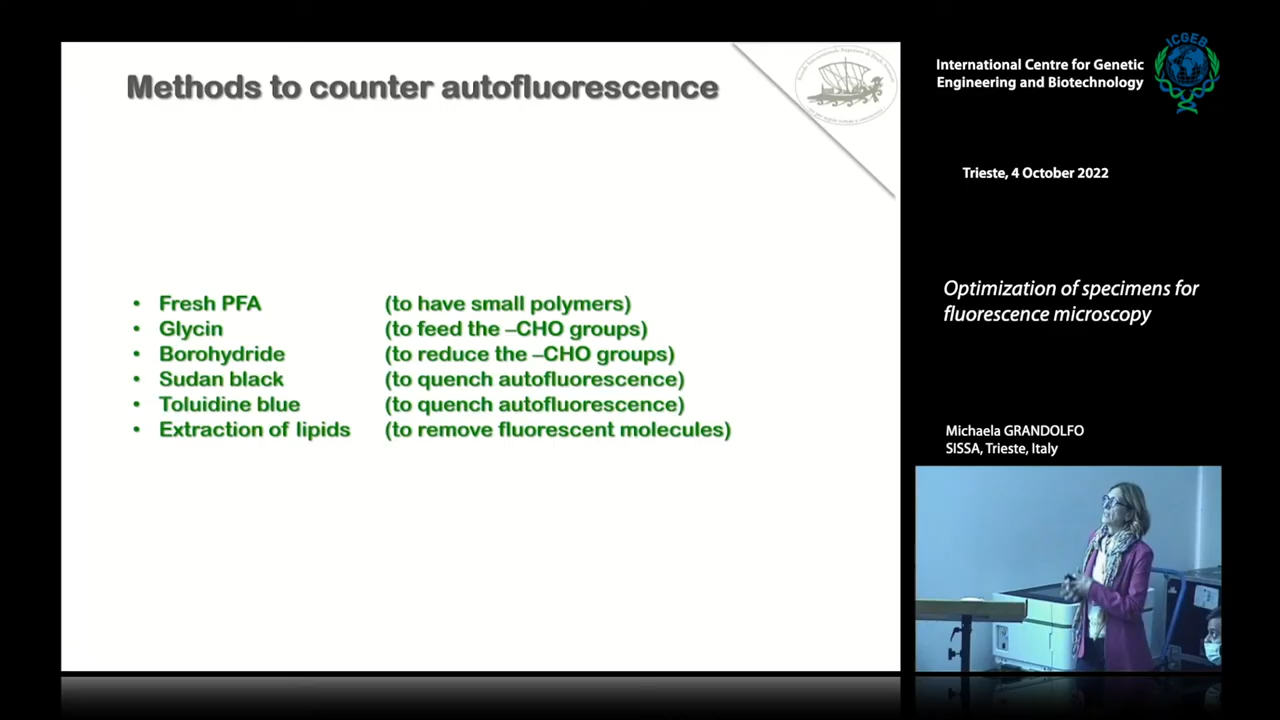 Methods to counter autofluorescence
• Fresh PFA (to have small polymers)
• Glycin (to feed the –CHO groups)
• Borohydride (to reduce the –CHO groups)
• Sudan black (to quench autofluorescence)
• Toluidine blue (to quench autofluorescence)
• Extraction of lipids (to remove fluorescent molecules)
International Centre for Genetic
Engineering and Biotechnology
ICGEB
Trieste, 4 October 2022
Optimization of specimens for
fluorescence microscopy
Michaela GRANDOLFO
SISSA, Trieste, Italy